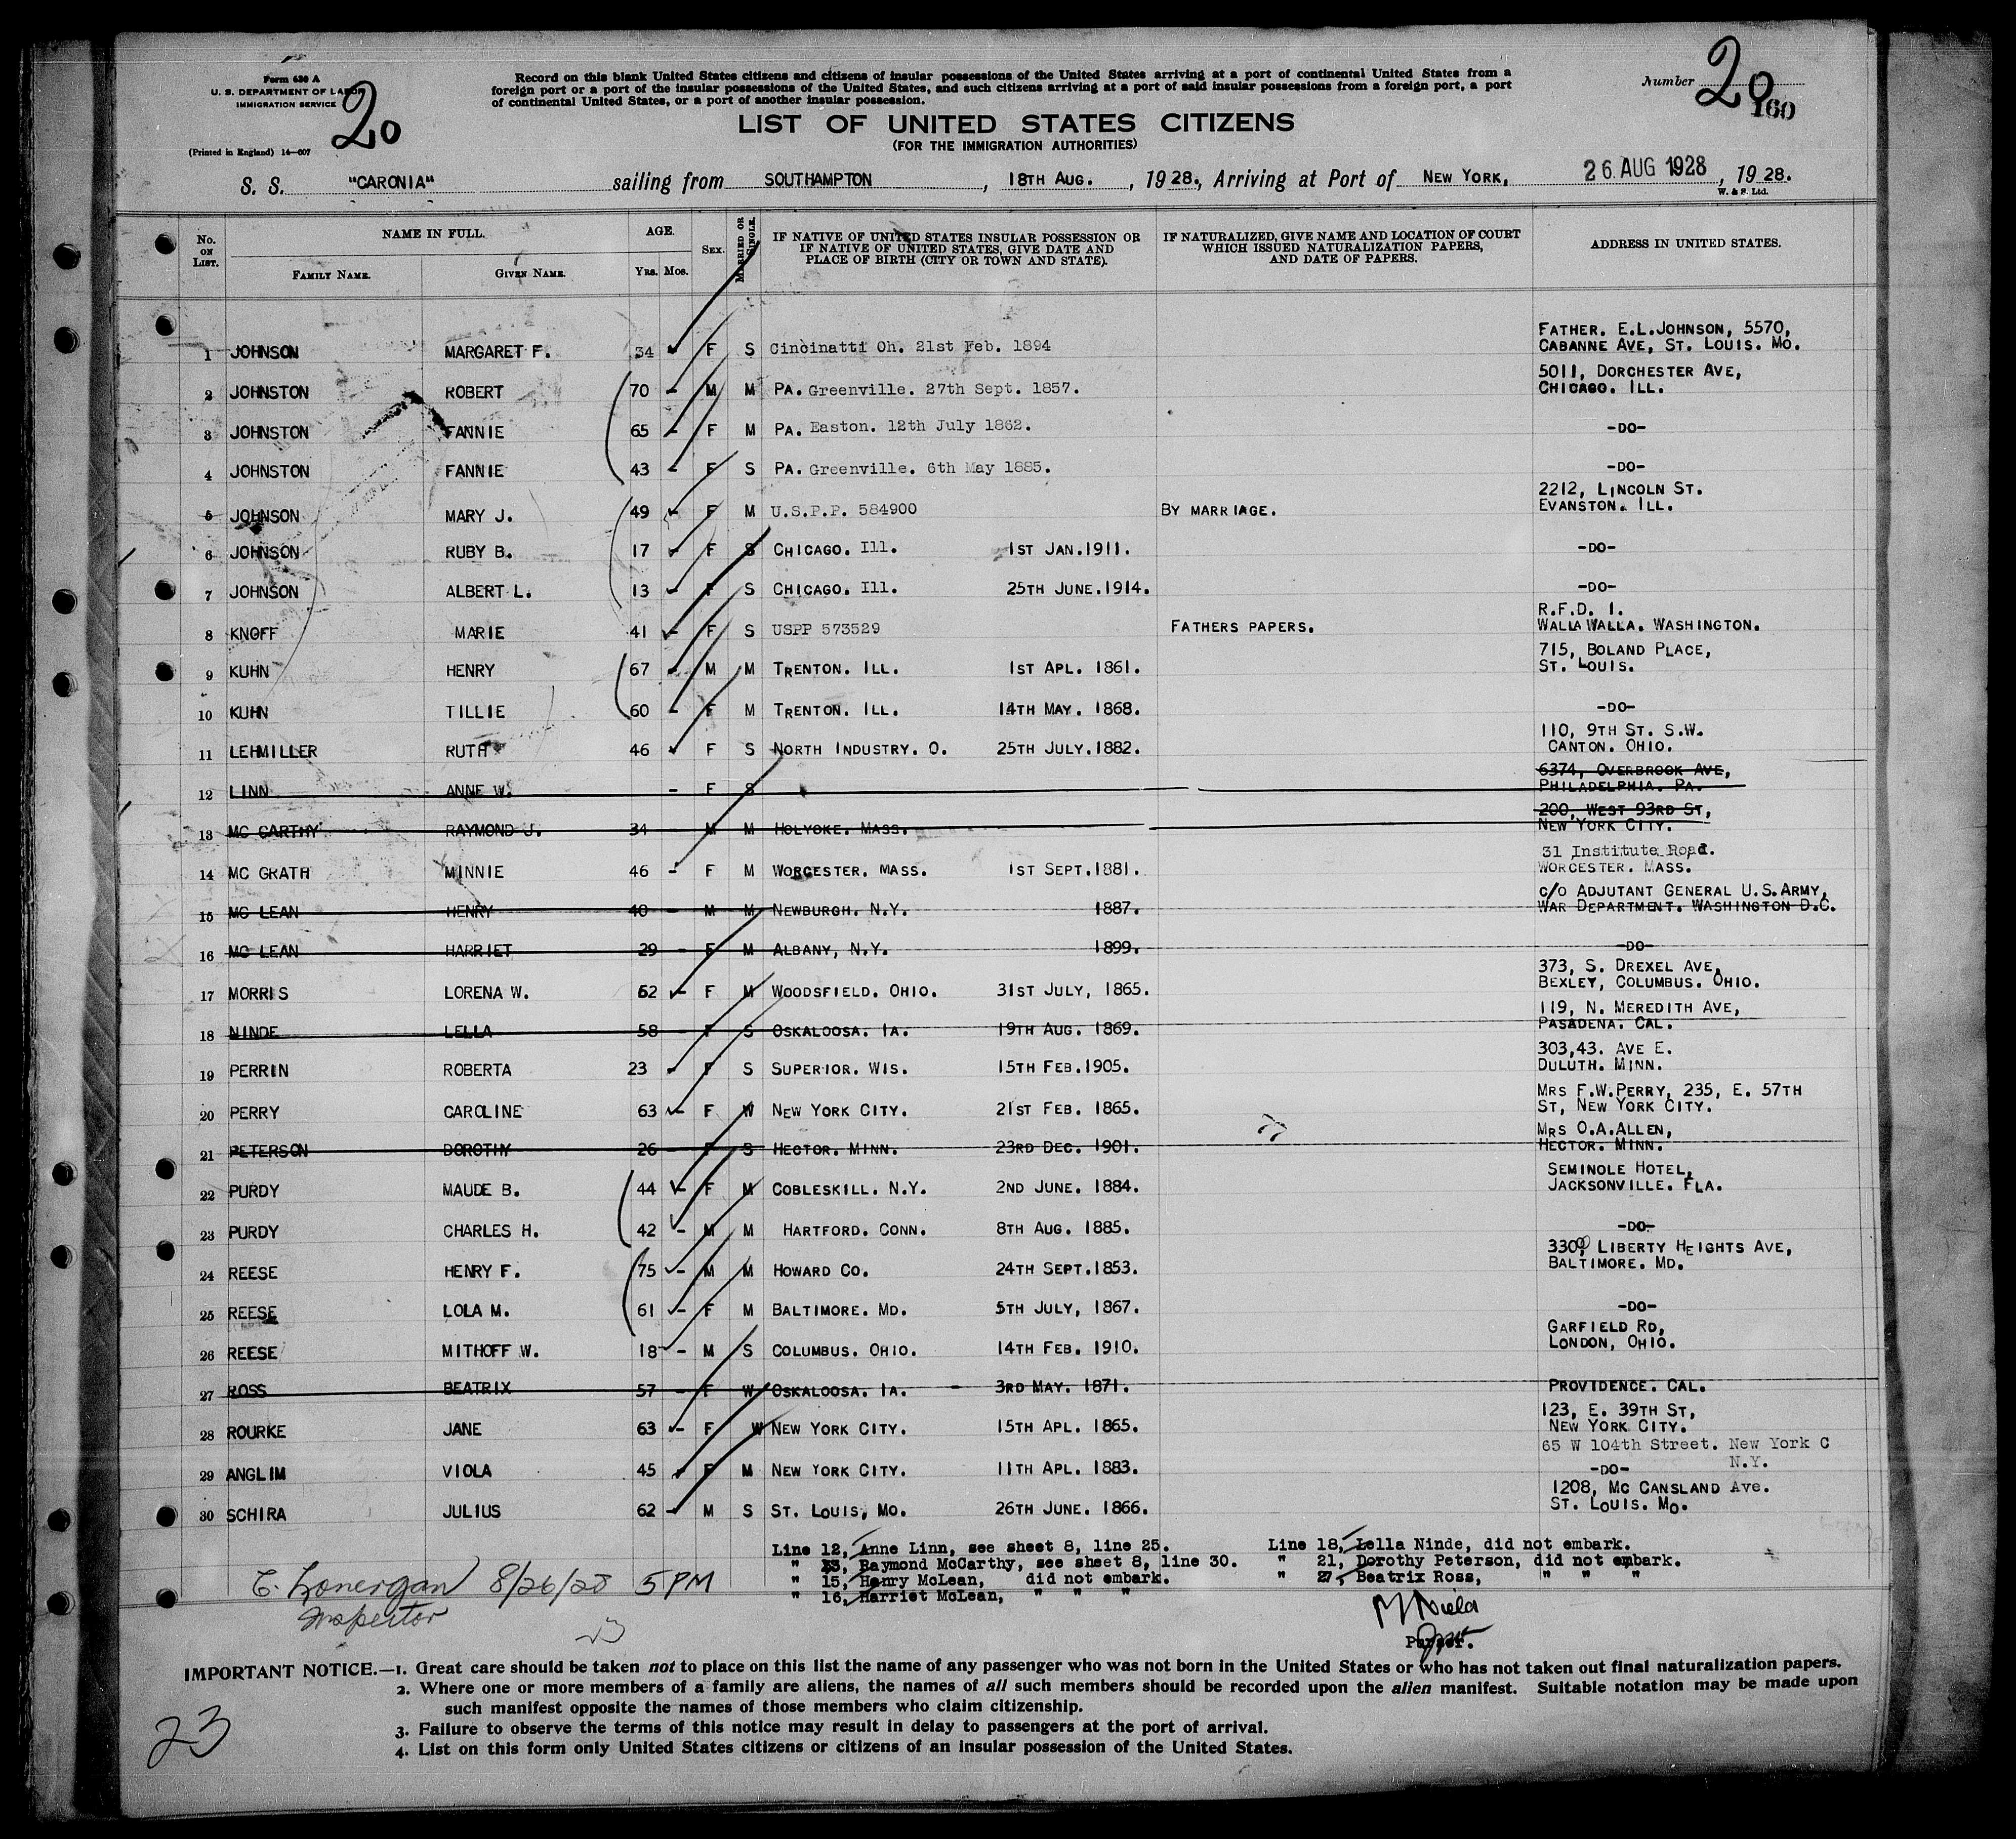 Form 630 A
U. S. DEPARTMENT OF LABOR
IMMIGRATION SERVICE
20
(Printed in England) 14—607
Record on this blank United States citizens and citizens of insular possessions of the United States arriving at a port of continental United States from a
foreign port or a port of the insular possessions of the United States, and such citizens arriving at a port of said insular possessions from a foreign port, a port
of continental United States, or a port of another insular possession.
Number 20
160
LIST OF UNITED STATES CITIZENS
(FOR THE IMMIGRATION AUTHORITIES)
S. S. "CARONIA" sailing from SOUTHAMPTON, 18TH AUG., 1928., Arriving at Port of NEW YORK, 26 AUG 1928, 1928.
W. & S. Ltd.
No. ON LIST. NAME IN FULL. FAMILY NAME. GIVEN NAME. AGE. YRS. MOS. SEX. MARRIED OR SINGLE. IF NATIVE OF UNITED STATES INSULAR POSSESSION OR IF NATIVE OF UNITED STATES, GIVE DATE AND PLACE OF BIRTH (CITY OR TOWN AND STATE). IF NATURALIZED, GIVE NAME AND LOCATION OF COURT WHICH ISSUED NATURALIZATION PAPERS, AND DATE OF PAPERS. ADDRESS IN UNITED STATES.
1 JOHNSON MARGARET F. 34 F S Cincinatti Oh. 21st Feb. 1894 FATHER. E.L.JOHNSON, 5570, CABANNE AVE, ST. LOUIS. MO.
2 JOHNSTON ROBERT 70 - M M PA. Greenville. 27th Sept. 1857. 5011, DORCHESTER AVE, CHICAGO. ILL.
3 JOHNSTON FANNIE 65 - F M PA. Easton. 12th July 1862. -DO-
4 JOHNSTON FANNIE 43 - F S PA. Greenville. 6th May 1885. -DO-
5 JOHNSON MARY J. 49 - F M U.S.P.P. 584900 BY MARRIAGE. 2212, LINCOLN ST. EVANSTON. ILL.
6 JOHNSON RUBY B. 17 - F S CHICAGO. Ill. 1ST JAN.1911. -DO-
7 JOHNSON ALBERT L. 13 - F S CHICAGO. Ill. 25TH JUNE.1914. -DO-
8 KNOFF MARIE 41 - F S USPP 573529 FATHERS PAPERS. R.F.D. 1. WALLA WALLA. WASHINGTON.
9 KUHN HENRY 67 - M M TRENTON. ILL. 1ST APL. 1861. 715, BOLAND PLACE, ST. LOUIS.
10 KUHN TILLIE 60 - F M TRENTON. ILL. 14TH MAY. 1868. -DO-
11 LEHMILLER RUTH 46 F S NORTH INDUSTRY. O. 25TH JULY.1882. 110, 9TH ST. S.W. CANTON. OHIO.
12 LINN ANNE W. - F S 6374, OVERBROOK AVE, PHILADELPHIA. PA.
13 MC CARTHY RAYMOND J. 34 - M M HOLYOKE. MASS. 200, WEST 93RD ST, NEW YORK CITY.
14 MC GRATH MINNIE 46 - F M WORCESTER. MASS. 1ST SEPT.1881. 31 Institute Road. WORCESTER. MASS.
15 MC LEAN HENRY 40 - M M NEWBURGH. N.Y. 1887. C/O ADJUTANT GENERAL U.S.ARMY, WAR DEPARTMENT. WASHINGTON D.C.
16 MC LEAN HARRIET 29 - F M ALBANY, N.Y. 1899. -DO-
17 MORRIS LORENA W. 62 - F M WOODSFIELD. OHIO. 31ST JULY, 1865. 373, S. DREXEL AVE, BEXLEY, COLUMBUS. OHIO.
18 NINDE LELLA 58 - F S OSKALOOSA. IA. 19TH AUG. 1869. 119, N. MEREDITH AVE, PASADENA. CAL.
19 PERRIN ROBERTA 23 - F S SUPERIOR. WIS. 15TH FEB.1905. 303,43. AVE E. DULUTH. MINN.
20 PERRY CAROLINE 63 - F W NEW YORK CITY. 21ST FEB. 1865. MRS F.W.PERRY, 235, E. 57TH ST, NEW YORK CITY.
21 PETERSON DOROTHY 26 - F S HECTOR. MINN. 23RD DEC. 1901. MRS O.A.ALLEN, HECTOR. MINN.
22 PURDY MAUDE B. 44 - F M COBLESKILL. N.Y. 2ND JUNE. 1884. SEMINOLE HOTEL, JACKSONVILLE. FLA.
23 PURDY CHARLES H. 42 - M M HARTFORD. CONN. 8TH AUG. 1885. -DO-
24 REESE HENRY F. 75 - M M HOWARD CO. 24TH SEPT.1853. 3300, LIBERTY HEIGHTS AVE, BALTIMORE. MD.
25 REESE LOLA M. 61 - F M BALTIMORE. MD. 5TH JULY, 1867. -DO-
26 REESE MITHOFF W. 18 - M S COLUMBUS. OHIO. 14TH FEB. 1910. GARFIELD RD, LONDON, OHIO.
27 ROSS BEATRIX 57 - F W OSKALOOSA. IA. - 3RD MAY. 1871. PROVIDENCE. CAL.
28 ROURKE JANE 63 - F W NEW YORK CITY. 15TH APL. 1865. 123, E. 39TH ST, NEW YORK CITY.
29 ANGLIM VIOLA 45 F M NEW YORK CITY. 11TH APL. 1883. 65 W 104th Street. New York C N.Y. -DO-
30 SCHIRA JULIUS 62 - M S ST. LOUIS, MO. 26TH JUNE. 1866. 1208, MC CANSLAND Ave. ST. LOUIS. MO.
Line 12, Anne Linn, see sheet 8, line 25.
" 13, Raymond McCarthy, see sheet 8, line 30.
" 15, Henry McLean, did not embark.
" 16, Harriet McLean, " " "
Line 18, Lella Ninde, did not embark.
" 21, Dorothy Peterson, did not embark.
" 27, Beatrix Ross, " " "
E. Lonergan 8/26/28 5PM
Inspector
23
Purser.
IMPORTANT NOTICE.—1. Great care should be taken not to place on this list the name of any passenger who was not born in the United States or who has not taken out final naturalization papers.
2. Where one or more members of a family are aliens, the names of all such members should be recorded upon the alien manifest. Suitable notation may be made upon
such manifest opposite the names of those members who claim citizenship.
3. Failure to observe the terms of this notice may result in delay to passengers at the port of arrival.
4. List on this form only United States citizens or citizens of an insular possession of the United States.
23